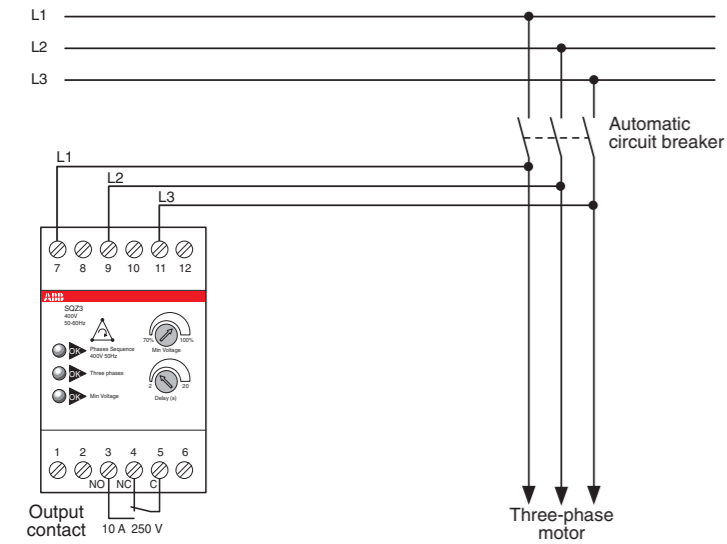 L1
L2
L3
Automatic
circuit breaker
L1
L2
L3
7 8 9 10 11 12
ABB
SQZ3
400V
50-60Hz
70% 100%
Min Voltage
OK Phases Sequence
400V 50Hz
OK Three phases
2 20
Delay (s)
OK Min Voltage
1 2 3 4 5 6
NO NC C
Output
contact
10 A 250 V
Three-phase
motor